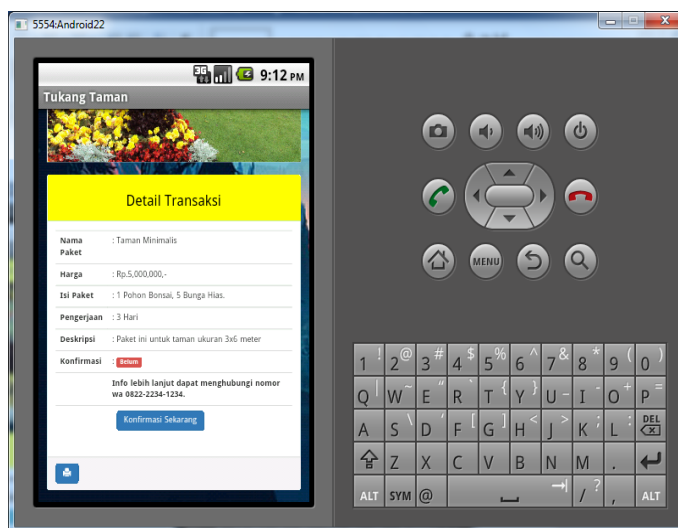 5554:Android22
3G 9:12 PM
Tukang Taman
Detail Transaksi
Nama Paket : Taman Minimalis
Harga : Rp.5,000,000,-
Isi Paket : 1 Pohon Bonsai, 5 Bunga Hias.
Pengerjaan : 3 Hari
Deskripsi : Paket ini untuk taman ukuran 3x6 meter
Konfirmasi : Belum
Info lebih lanjut dapat menghubungi nomor
wa 0822-2234-1234.
Konfirmasi Sekarang
MENU
1 ! 2 @ 3 # 4 $ 5 % 6 ^ 7 & 8 * 9 ( 0 )
Q | W ~ E " R ` T { Y } U - I - O + P =
A S \ D ' F [ G ] H < J > K ; L : DEL
Z X C V B N M .
ALT SYM @ / ? , ALT